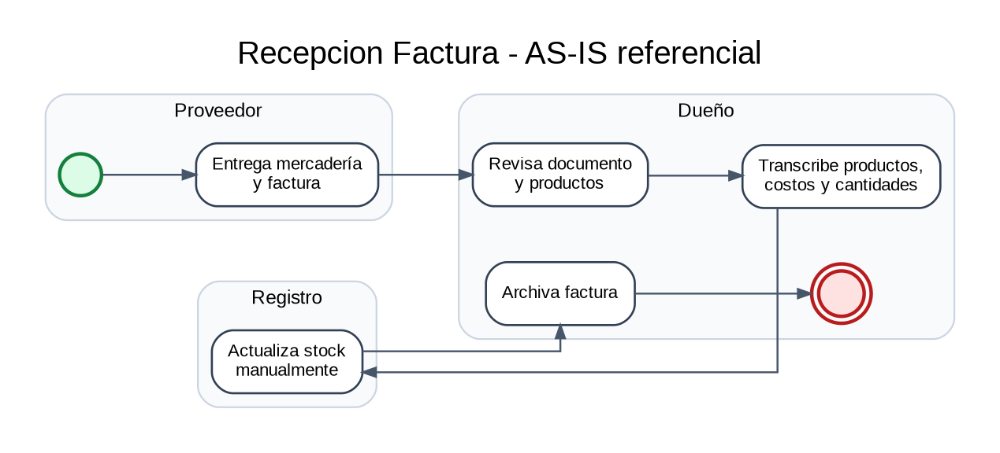 Recepcion Factura - AS-IS referencial
Proveedor
Entrega mercadería
y factura
Dueño
Revisa documento
y productos
Transcribe productos,
costos y cantidades
Archiva factura
Registro
Actualiza stock
manualmente